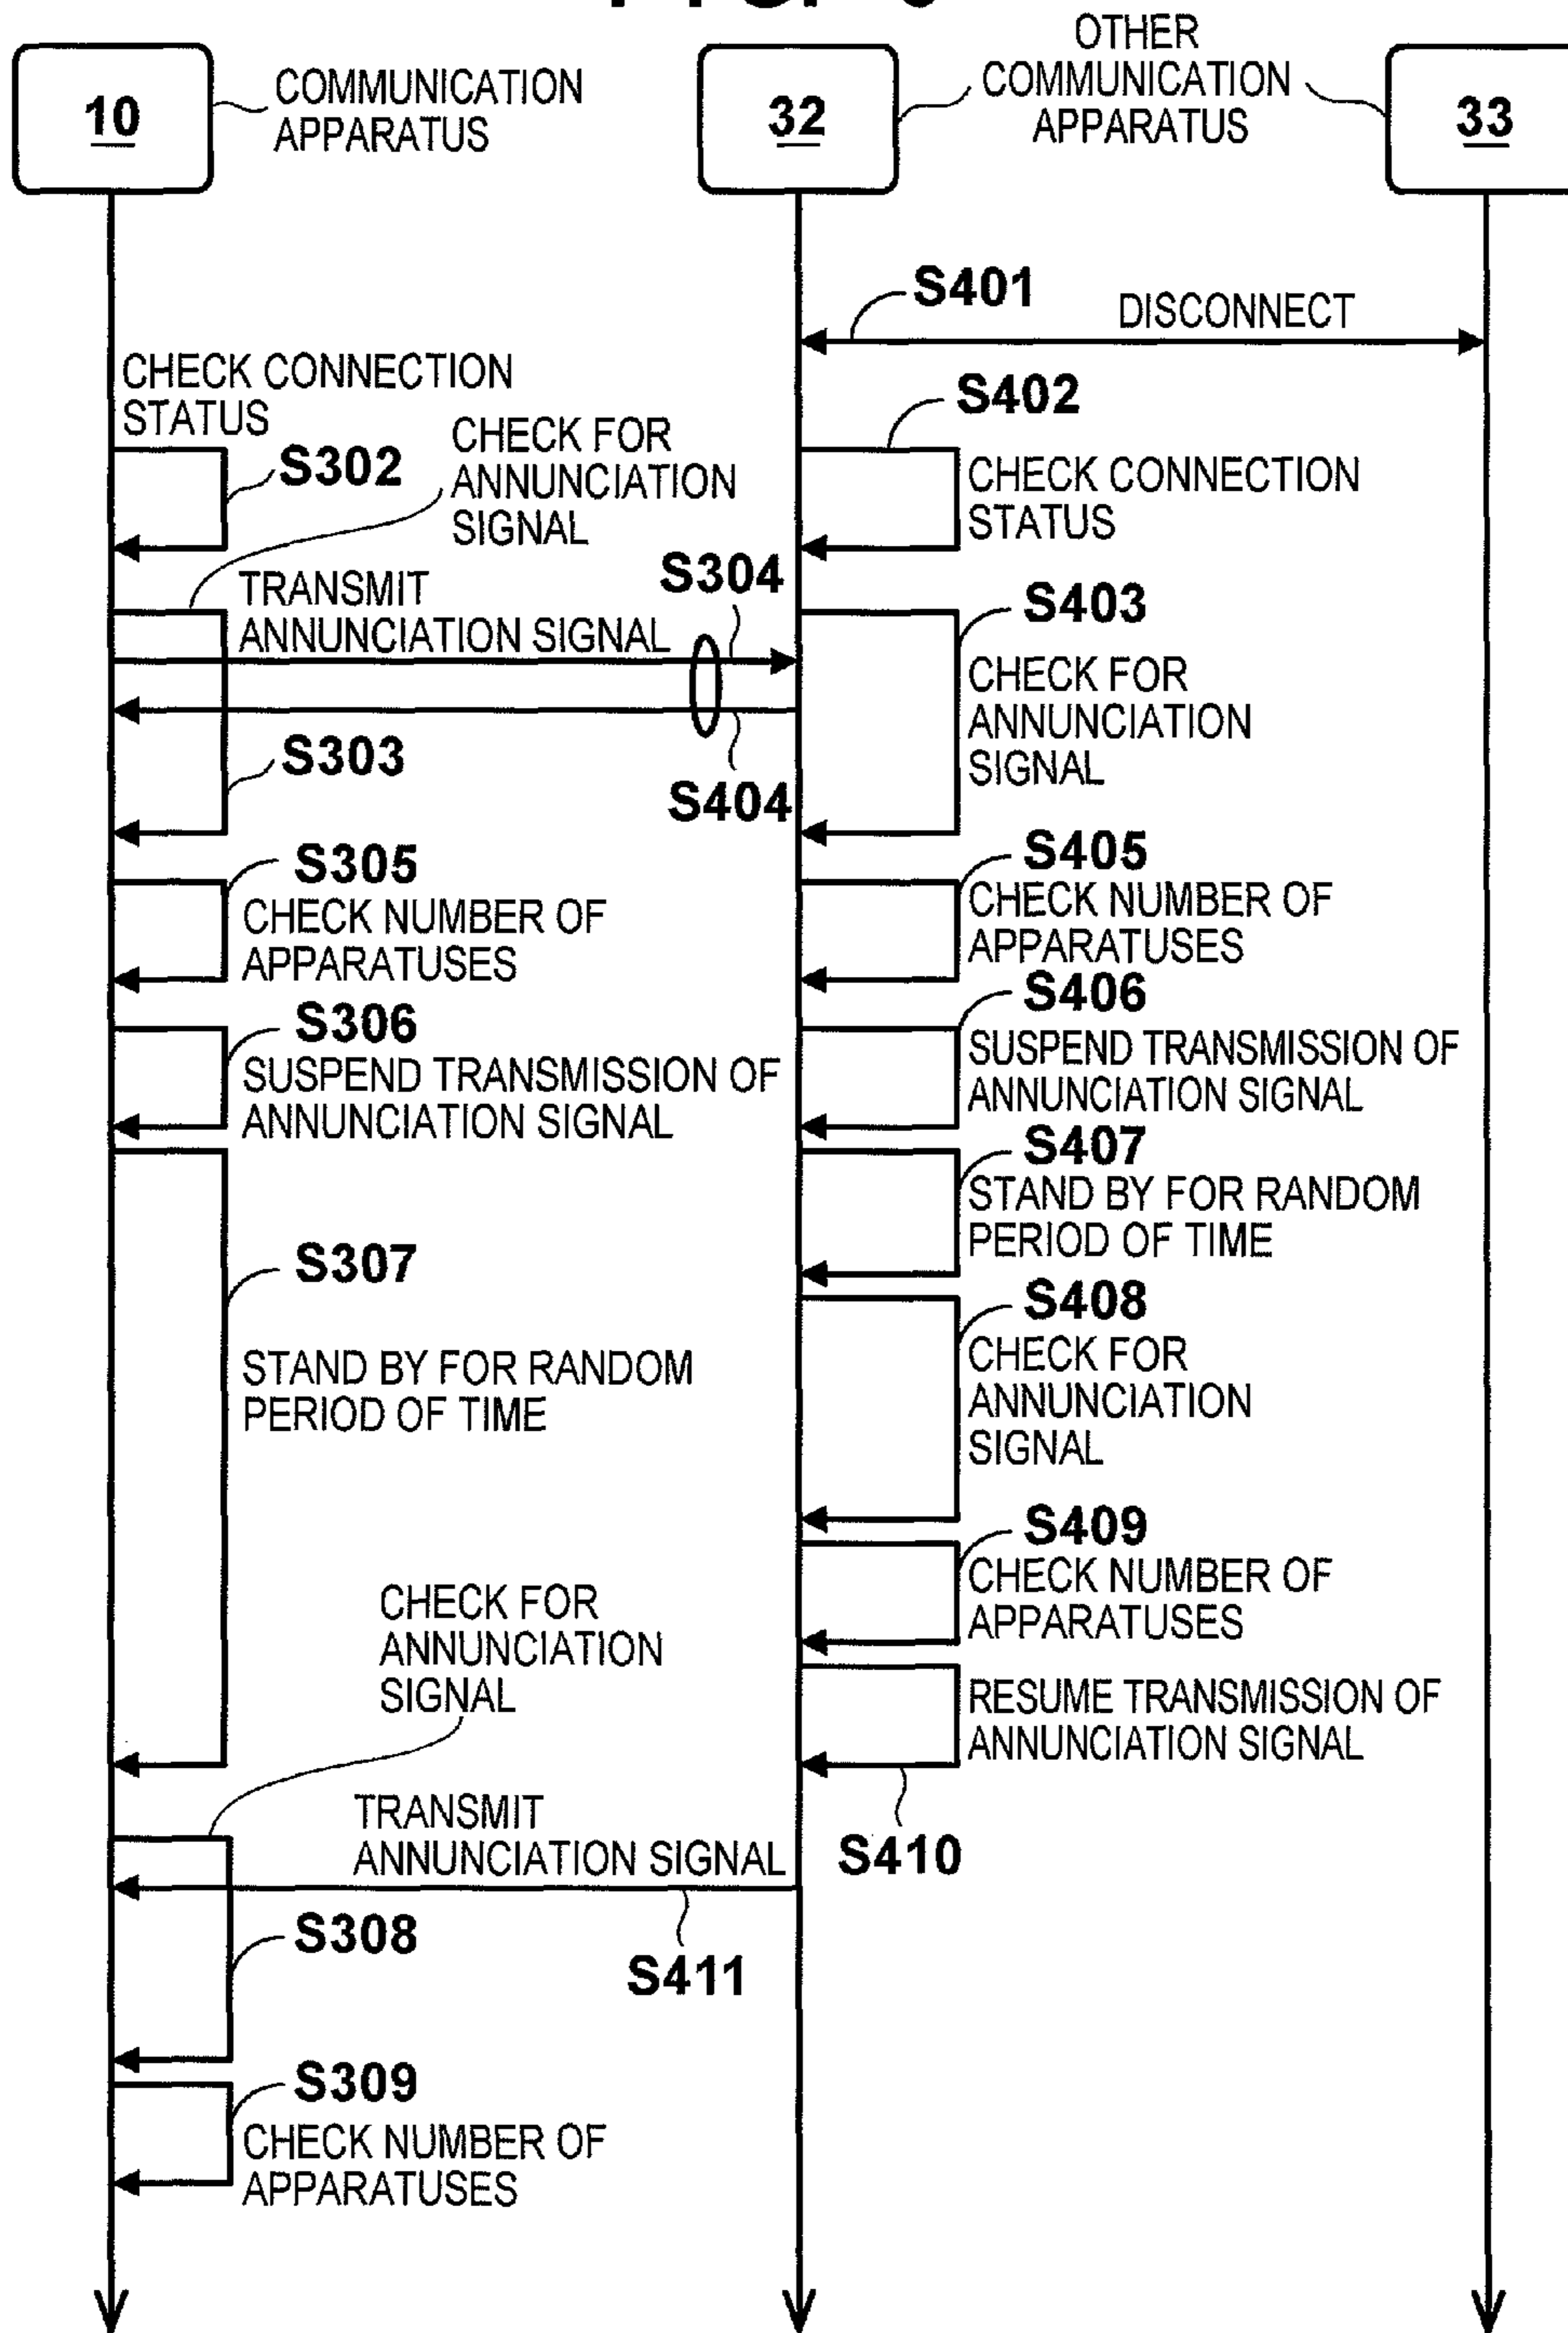 10
COMMUNICATION
APPARATUS
32
OTHER
COMMUNICATION
APPARATUS
33
S401
DISCONNECT
CHECK CONNECTION
STATUS
S302
CHECK FOR
ANNUNCIATION
SIGNAL
S402
CHECK CONNECTION
STATUS
TRANSMIT
ANNUNCIATION SIGNAL
S304
S403
CHECK FOR
ANNUNCIATION
SIGNAL
S303
S404
S305
CHECK NUMBER OF
APPARATUSES
S405
CHECK NUMBER OF
APPARATUSES
S306
SUSPEND TRANSMISSION OF
ANNUNCIATION SIGNAL
S406
SUSPEND TRANSMISSION OF
ANNUNCIATION SIGNAL
S407
STAND BY FOR RANDOM
PERIOD OF TIME
S307
STAND BY FOR RANDOM
PERIOD OF TIME
S408
CHECK FOR
ANNUNCIATION
SIGNAL
S409
CHECK NUMBER OF
APPARATUSES
CHECK FOR
ANNUNCIATION
SIGNAL
RESUME TRANSMISSION OF
ANNUNCIATION SIGNAL
S410
TRANSMIT
ANNUNCIATION SIGNAL
S308
S411
S309
CHECK NUMBER OF
APPARATUSES